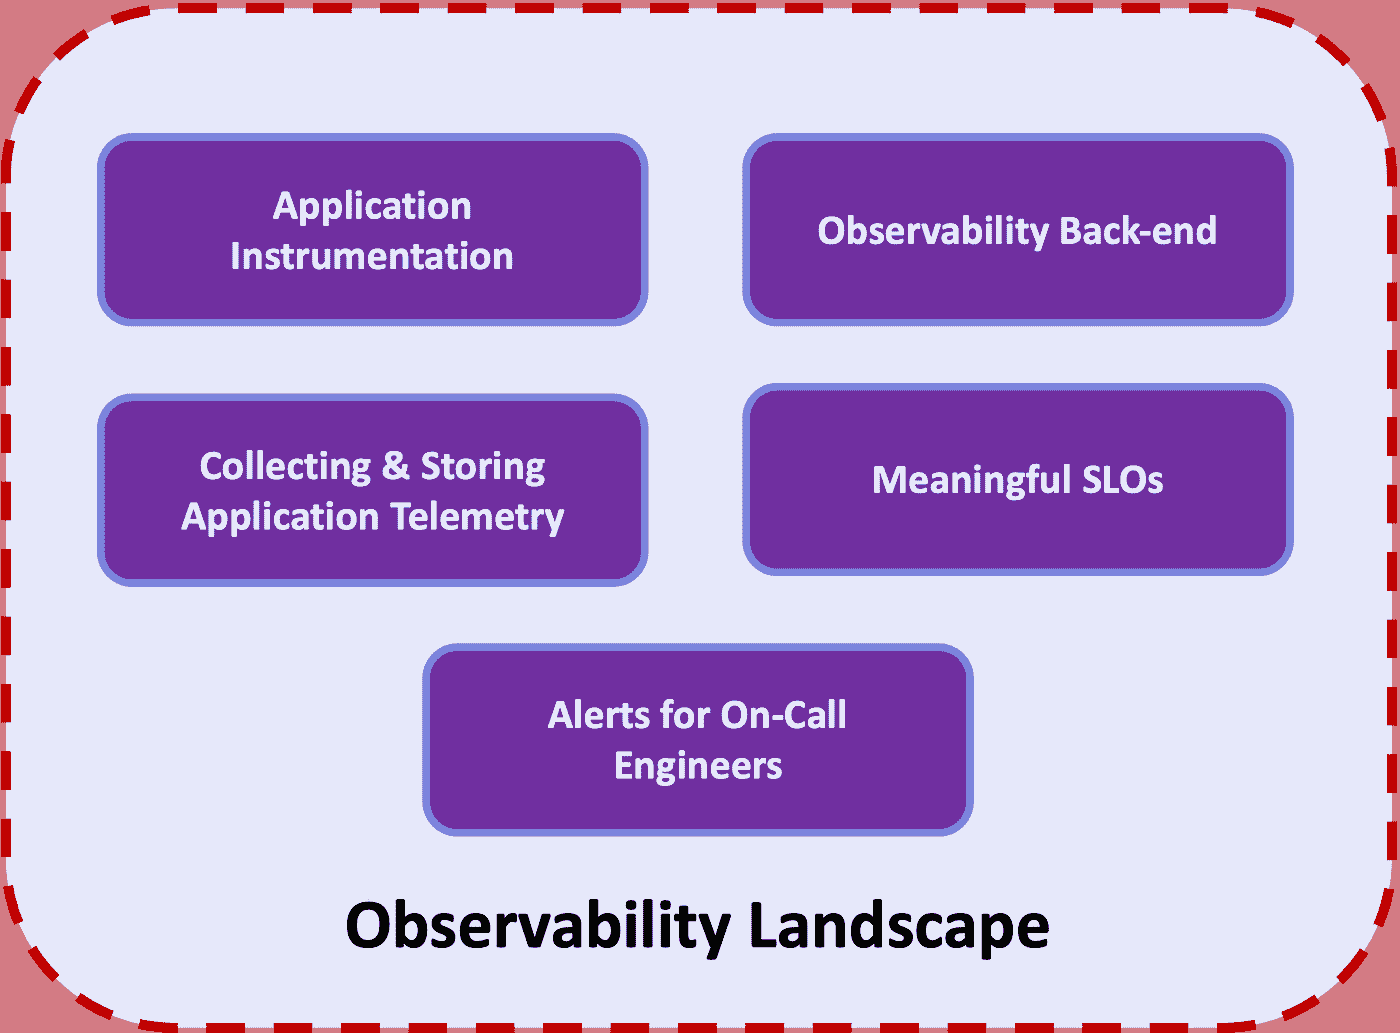 Application
Instrumentation
Observability Back-end
Collecting & Storing
Application Telemetry
Meaningful SLOs
Alerts for On-Call
Engineers
Observability Landscape